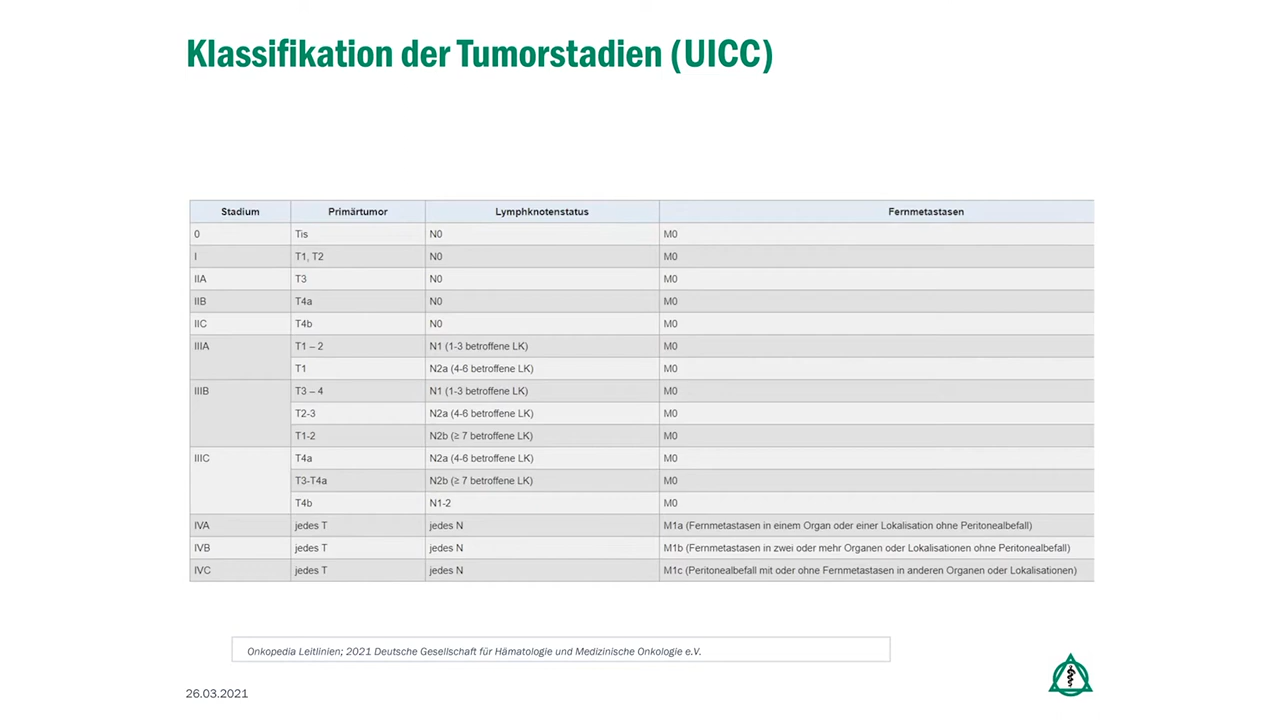 Klassifikation der Tumorstadien (UICC)
Stadium Primärtumor Lymphknotenstatus Fernmetastasen
0 Tis N0 M0
I T1, T2 N0 M0
IIA T3 N0 M0
IIB T4a N0 M0
IIC T4b N0 M0
IIIA T1 – 2 N1 (1-3 betroffene LK) M0
T1 N2a (4-6 betroffene LK) M0
IIIB T3 – 4 N1 (1-3 betroffene LK) M0
T2-3 N2a (4-6 betroffene LK) M0
T1-2 N2b (≥ 7 betroffene LK) M0
IIIC T4a N2a (4-6 betroffene LK) M0
T3-T4a N2b (≥ 7 betroffene LK) M0
T4b N1-2 M0
IVA jedes T jedes N M1a (Fernmetastasen in einem Organ oder einer Lokalisation ohne Peritonealbefall)
IVB jedes T jedes N M1b (Fernmetastasen in zwei oder mehr Organen oder Lokalisationen ohne Peritonealbefall)
IVC jedes T jedes N M1c (Peritonealbefall mit oder ohne Fernmetastasen in anderen Organen oder Lokalisationen)
Onkopedia Leitlinien; 2021 Deutsche Gesellschaft für Hämatologie und Medizinische Onkologie e.V.
26.03.2021